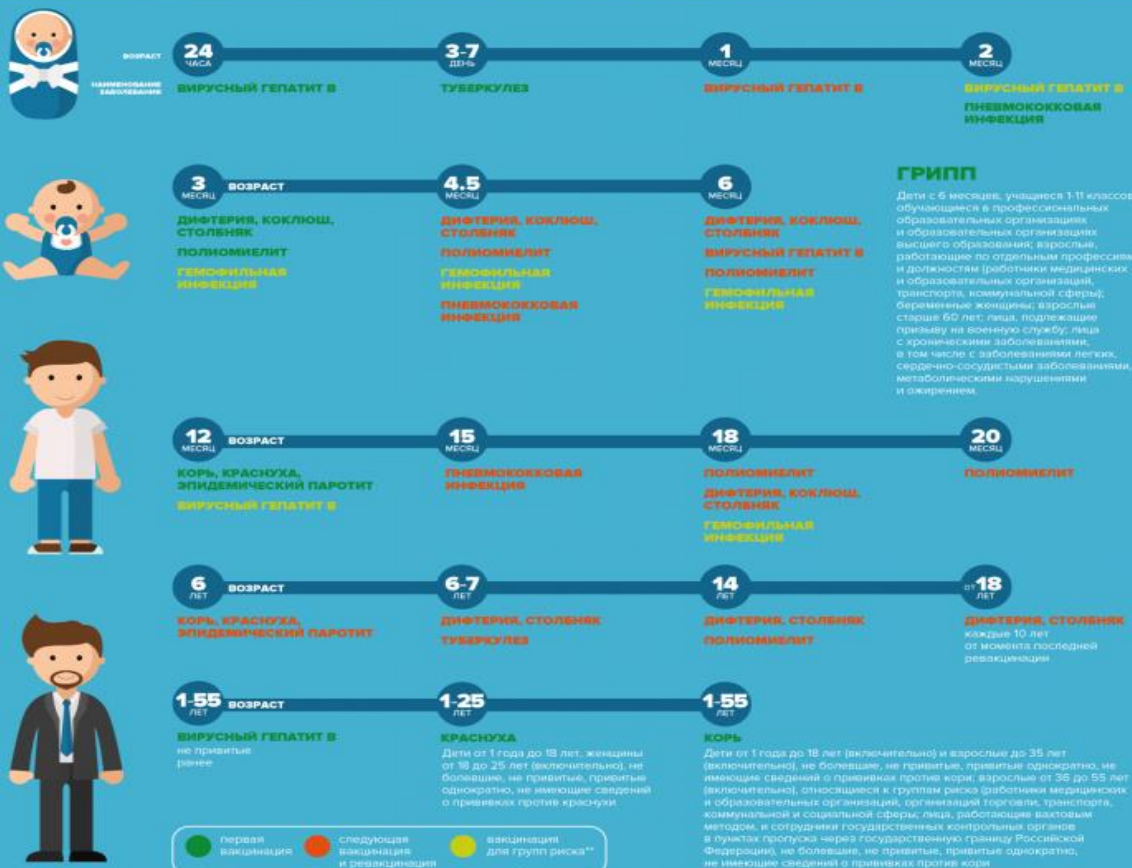 ВОЗРАСТ
24 ЧАСА
3-7 ДЕНЬ
1 МЕСЯЦ
2 МЕСЯЦ
НАИМЕНОВАНИЕ
ЗАБОЛЕВАНИЯ
ВИРУСНЫЙ ГЕПАТИТ В
ТУБЕРКУЛЕЗ
ВИРУСНЫЙ ГЕПАТИТ В
ВИРУСНЫЙ ГЕПАТИТ В
ПНЕВМОКОККОВАЯ
ИНФЕКЦИЯ
3 МЕСЯЦ
ВОЗРАСТ
4.5 МЕСЯЦ
6 МЕСЯЦ
ДИФТЕРИЯ, КОКЛЮШ,
СТОЛБНЯК
ПОЛИОМИЕЛИТ
ГЕМОФИЛЬНАЯ
ИНФЕКЦИЯ
ДИФТЕРИЯ, КОКЛЮШ,
СТОЛБНЯК
ПОЛИОМИЕЛИТ
ГЕМОФИЛЬНАЯ
ИНФЕКЦИЯ
ПНЕВМОКОККОВАЯ
ИНФЕКЦИЯ
ДИФТЕРИЯ, КОКЛЮШ,
СТОЛБНЯК
ВИРУСНЫЙ ГЕПАТИТ В
ПОЛИОМИЕЛИТ
ГЕМОФИЛЬНАЯ
ИНФЕКЦИЯ
ГРИПП
Дети с 6 месяцев, учащиеся 1-11 классов,
обучающиеся в профессиональных
образовательных организациях
и образовательных организациях
высшего образования; взрослые,
работающие по отдельным профессиям
и должностям (работники медицинских
и образовательных организаций,
транспорта, коммунальной сферы);
беременные женщины; взрослые
старше 60 лет; лица, подлежащие
призыву на военную службу; лица
с хроническими заболеваниями,
в том числе с заболеваниями легких,
сердечно-сосудистыми заболеваниями,
метаболическими нарушениями
и ожирением.
12 МЕСЯЦ
ВОЗРАСТ
15 МЕСЯЦ
18 МЕСЯЦ
20 МЕСЯЦ
КОРЬ, КРАСНУХА,
ЭПИДЕМИЧЕСКИЙ ПАРОТИТ
ВИРУСНЫЙ ГЕПАТИТ В
ПНЕВМОКОККОВАЯ
ИНФЕКЦИЯ
ПОЛИОМИЕЛИТ
ДИФТЕРИЯ, КОКЛЮШ,
СТОЛБНЯК
ГЕМОФИЛЬНАЯ
ИНФЕКЦИЯ
ПОЛИОМИЕЛИТ
6 ЛЕТ
ВОЗРАСТ
6-7 ЛЕТ
14 ЛЕТ
ОТ 18 ЛЕТ
КОРЬ, КРАСНУХА,
ЭПИДЕМИЧЕСКИЙ ПАРОТИТ
ДИФТЕРИЯ, СТОЛБНЯК
ТУБЕРКУЛЕЗ
ДИФТЕРИЯ, СТОЛБНЯК
ПОЛИОМИЕЛИТ
ДИФТЕРИЯ, СТОЛБНЯК
каждые 10 лет
от момента последней
ревакцинации
1-55 ЛЕТ
ВОЗРАСТ
1-25 ЛЕТ
1-55 ЛЕТ
ВИРУСНЫЙ ГЕПАТИТ В
не привитые
ранее
КРАСНУХА
Дети от 1 года до 18 лет, женщины
от 18 до 25 лет (включительно), не
болевшие, не привитые, привитые
однократно, не имеющие сведений
о прививках против краснухи
КОРЬ
Дети от 1 года до 18 лет (включительно) и взрослые до 35 лет
(включительно), не болевшие, не привитые, привитые однократно, не
имеющие сведений о прививках против кори; взрослые от 36 до 55 лет
(включительно), относящиеся к группам риска (работники медицинских
и образовательных организаций, организаций торговли, транспорта,
коммунальной и социальной сферы; лица, работающие вахтовым
методом, и сотрудники государственных контрольных органов
в пунктах пропуска через государственную границу Российской
Федерации), не болевшие, не привитые, привитые однократно,
не имеющие сведений о прививках против кори
первая
вакцинация
следующая
вакцинация
и ревакцинация
вакцинация
для групп риска**